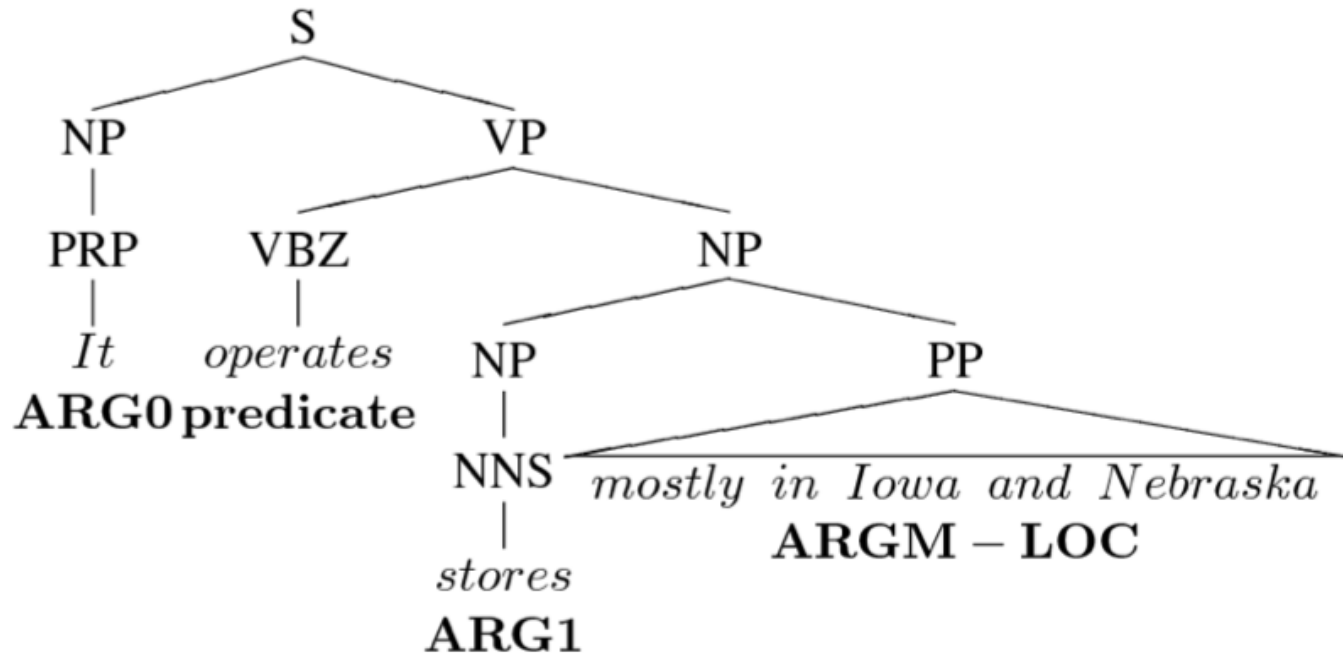 S
NP VP
PRP VBZ NP
It operates NP PP
ARG0 predicate
NNS mostly in Iowa and Nebraska
ARGM – LOC
stores
ARG1